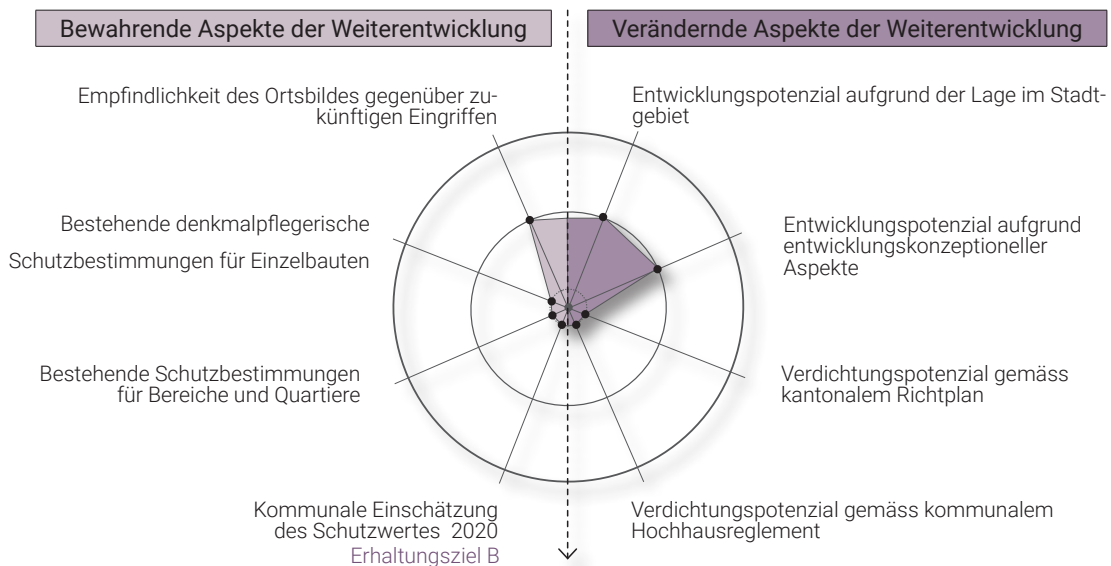 Bewahrende Aspekte der Weiterentwicklung
Verändernde Aspekte der Weiterentwicklung
Empfindlichkeit des Ortsbildes gegenüber zu-
künftigen Eingriffen
Entwicklungspotenzial aufgrund der Lage im Stadt-
gebiet
Bestehende denkmalpflegerische
Schutzbestimmungen für Einzelbauten
Entwicklungspotenzial aufgrund
entwicklungskonzeptioneller
Aspekte
Bestehende Schutzbestimmungen
für Bereiche und Quartiere
Verdichtungspotenzial gemäss
kantonalem Richtplan
Kommunale Einschätzung
des Schutzwertes 2020
Erhaltungsziel B
Verdichtungspotenzial gemäss kommunalem
Hochhausreglement